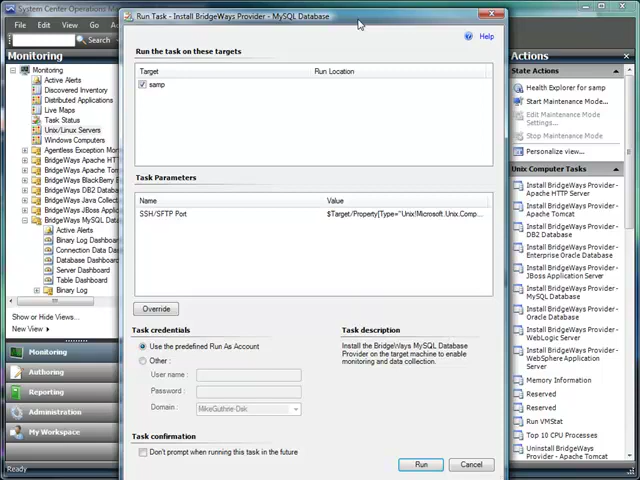 System Center Operations M
Run Task - Install BridgeWays Provider - MySQL Database
File
Edit
View
G
Search
Help
Monitoring
Monitoring
Active Alerts
Discovered Inventory
Distributed Applications
Live Maps
Task Status
Unix/Linux Servers
Windows Computers
Agentless Exception Monito
BridgeWays Apache HT
BridgeWays Apache To
BridgeWays BlackBerry E
BridgeWays DB2 Databas
BridgeWays Java Collect
BridgeWays JBoss Applic
BridgeWays MySQL Data
Active Alerts
Binary Log Dashboard
Connection Data Dash
Database Dashboard
Server Dashboard
Table Dashboard
Binary Log
Show or Hide Views...
New View
Monitoring
Authoring
Reporting
Administration
My Workspace
Ready
Run the task on these targets
Target
Run Location
samp
Task Parameters
Name
Value
SSH/SFTP Port
$Target/Property[Type="Unix!Microsoft.Unix.Comp...
Override
Task credentials
Use the predefined Run As Account
Other :
User name :
Password :
Domain :
MikeGuthrie-Dsk
Task description
Install the BridgeWays MySQL Database
Provider on the target machine to enable
monitoring and data collection.
Task confirmation
Don't prompt when running this task in the future
Run
Cancel
Actions
State Actions
Health Explorer for samp
Start Maintenance Mode...
Edit Maintenance Mode
Settings...
Stop Maintenance Mode...
Personalize view...
Unix Computer Tasks
Install BridgeWays Provider-
Apache HTTP Server
Install BridgeWays Provider-
Apache Tomcat
Install BridgeWays Provider-
DB2 Database
Install BridgeWays Provider-
Enterprise Oracle Database
Install BridgeWays Provider-
JBoss Application Server
Install BridgeWays Provider-
MySQL Database
Install BridgeWays Provider-
Oracle Database
Install BridgeWays Provider-
WebLogic Server
Install BridgeWays Provider-
WebSphere Application
Server
Memory Information
Reserved
Reserved
Run VMStat
Top 10 CPU Processes
Uninstall BridgeWays
Provider - Apache Tomcat